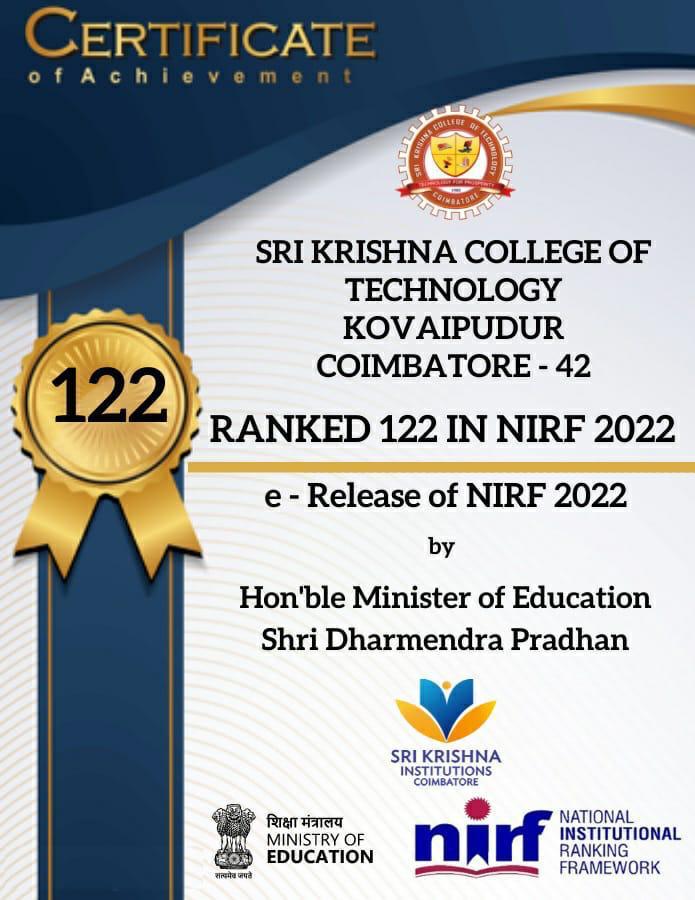 CERTIFICATE
of Achievement
SRI KRISHNA COLLEGE OF TECHNOLOGY
TECHNOLOGY FOR PROSPERITY
1985
COIMBATORE
SRI KRISHNA COLLEGE OF
TECHNOLOGY
KOVAIPUDUR
COIMBATORE - 42
122
RANKED 122 IN NIRF 2022
e - Release of NIRF 2022
by
Hon'ble Minister of Education
Shri Dharmendra Pradhan
SRI KRISHNA
INSTITUTIONS
COIMBATORE
सत्यमेव जयते
शिक्षा मंत्रालय
MINISTRY OF
EDUCATION
nirf
NATIONAL
INSTITUTIONAL
RANKING
FRAMEWORK